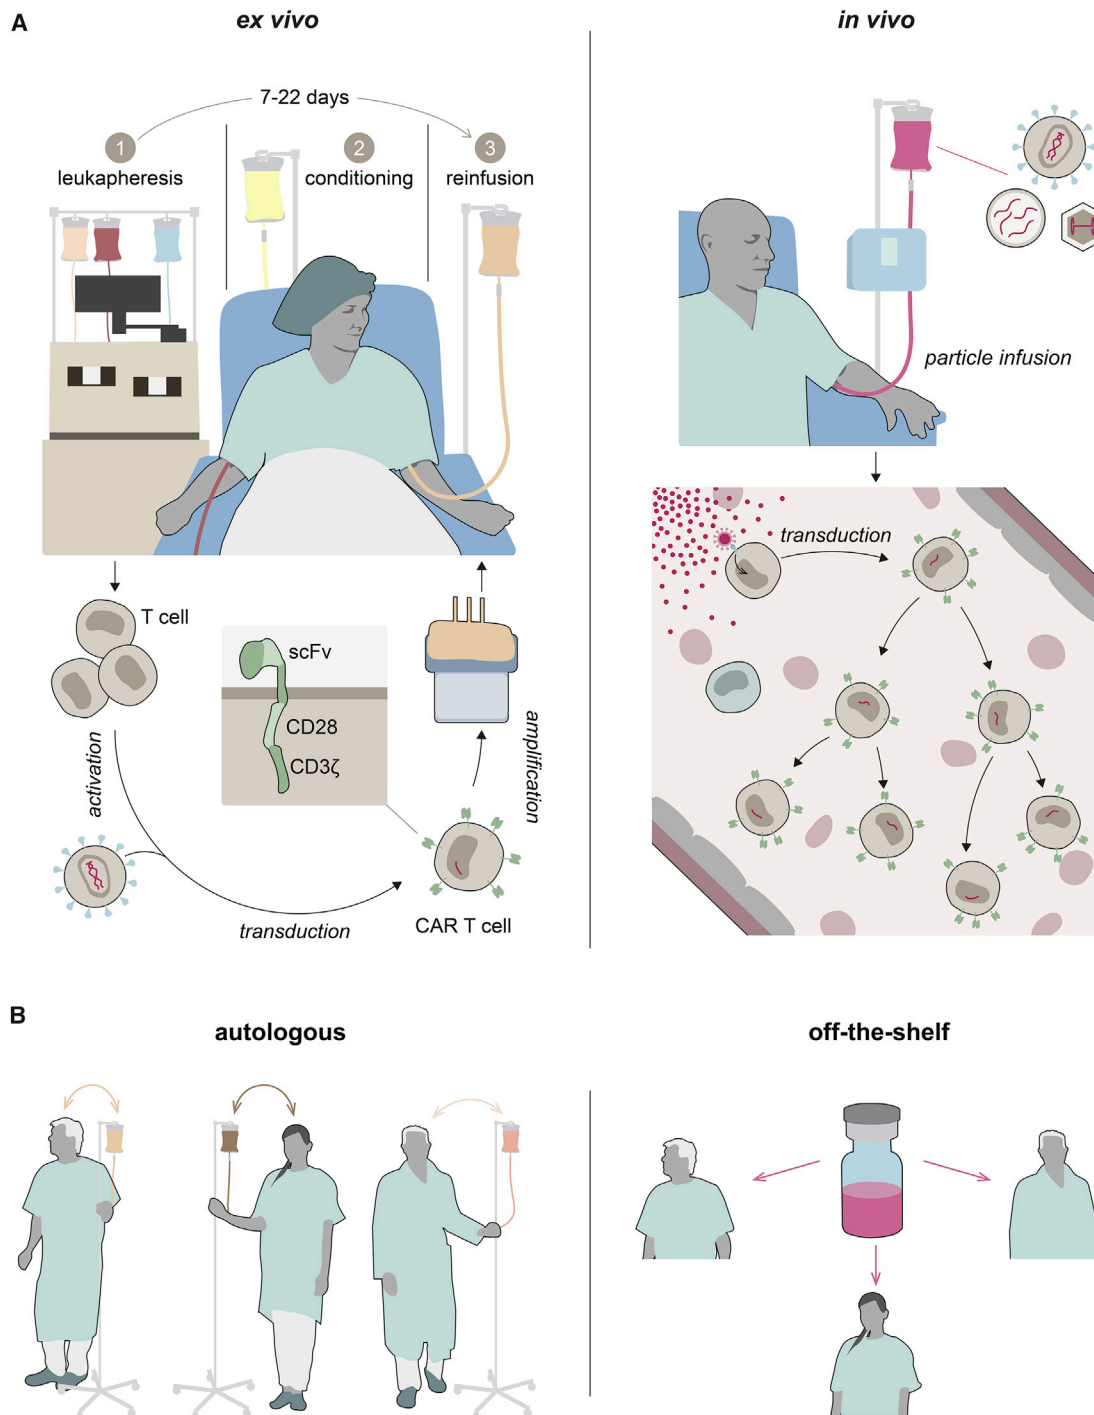 A
ex vivo
in vivo
7-22 days
1
2
3
leukapheresis
conditioning
reinfusion
particle infusion
transduction
T cell
scFv
CD28
CD3ζ
activation
amplification
transduction
CAR T cell
B
autologous
off-the-shelf